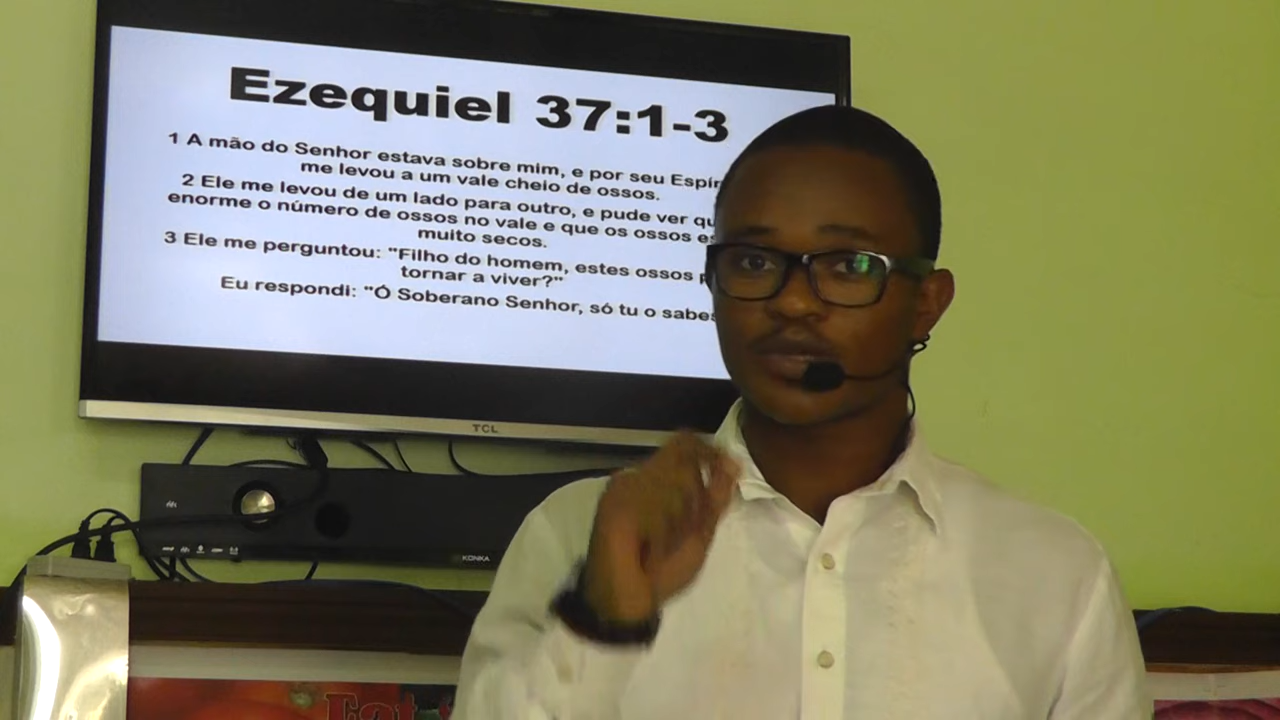 Ezequiel 37:1-3
1 A mão do Senhor estava sobre mim, e por seu
me levou a um vale cheio de ossos.
2 Ele me levou de um lado para outro, e pude ver
enorme o número de ossos no vale e que os ossos
muito secos.
3 Ele me perguntou: "Filho do homem, estes ossos
tornar a viver?"
Eu respondi: "Ó Soberano Senhor, só tu o sabes
TCL
KONKA
Eat